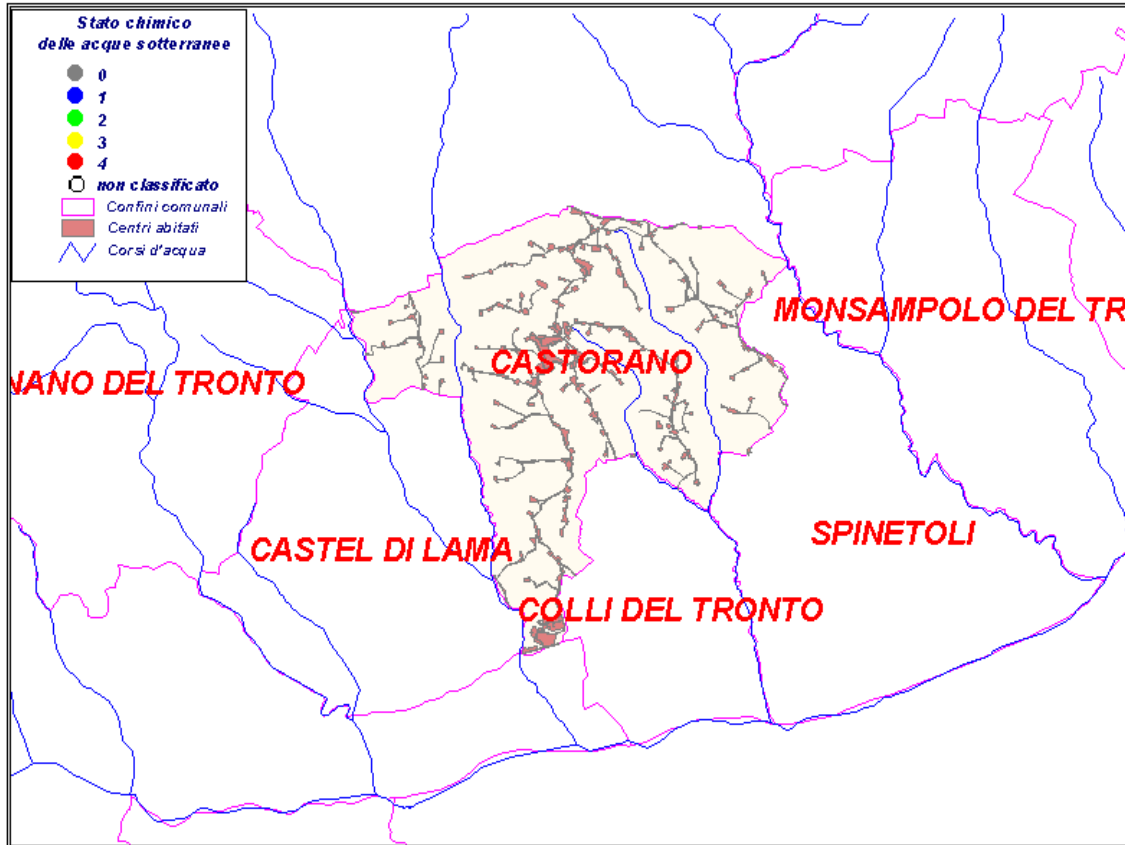 Stato chimico
delle acque sotterranee
0
1
2
3
4
non classificato
Confini comunali
Centri abitati
Corsi d'acqua
MONSAMPOLO DEL TR
CASTORANO
NANO DEL TRONTO
SPINETOLI
CASTEL DI LAMA
COLLI DEL TRONTO